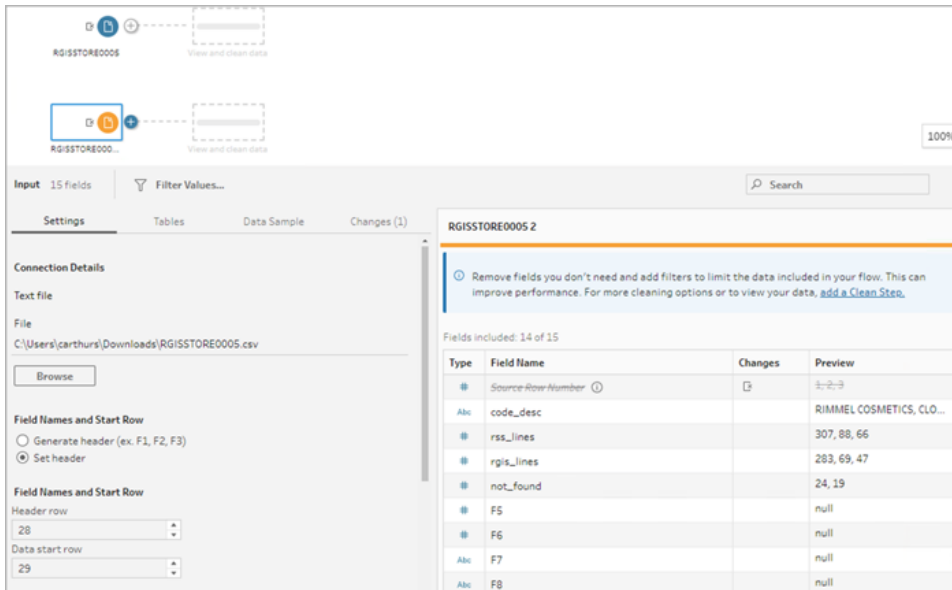 RGISSTORE0005
View and clean data
RGISSTORE000...
View and clean data
100%
Input 15 fields Filter Values... Search
Settings Tables Data Sample Changes (1)
RGISSTORE0005 2
Connection Details
Text file
File
C:\Users\carthurs\Downloads\RGISSTORE0005.csv
Browse
Field Names and Start Row
Generate header (ex. F1, F2, F3)
Set header
Field Names and Start Row
Header row
28
Data start row
29
Remove fields you don't need and add filters to limit the data included in your flow. This can
improve performance. For more cleaning options or to view your data, add a Clean Step.
Fields included: 14 of 15
Type Field Name Changes Preview
# Source Row Number 1, 2, 3
Abc code_desc RIMMEL COSMETICS, CLO...
# rss_lines 307, 88, 66
# rgis_lines 283, 69, 47
# not_found 24, 19
# F5 null
# F6 null
Abc F7 null
Abc F8 null